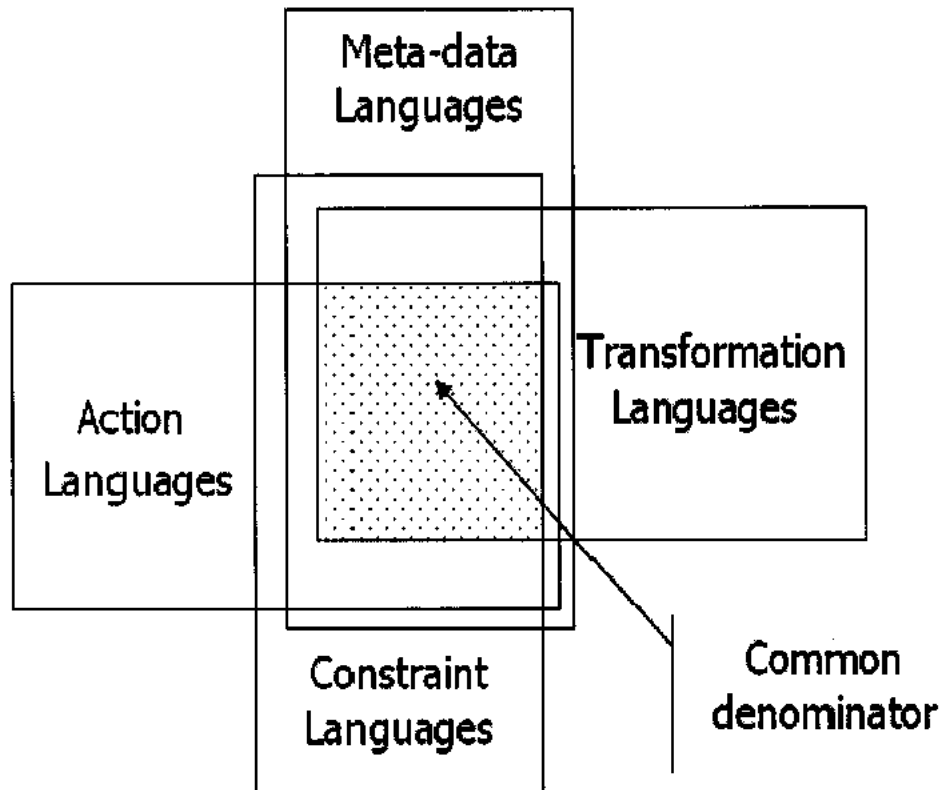 Meta-data
Languages
Transformation
Languages
Action
Languages
Constraint
Languages
Common
denominator